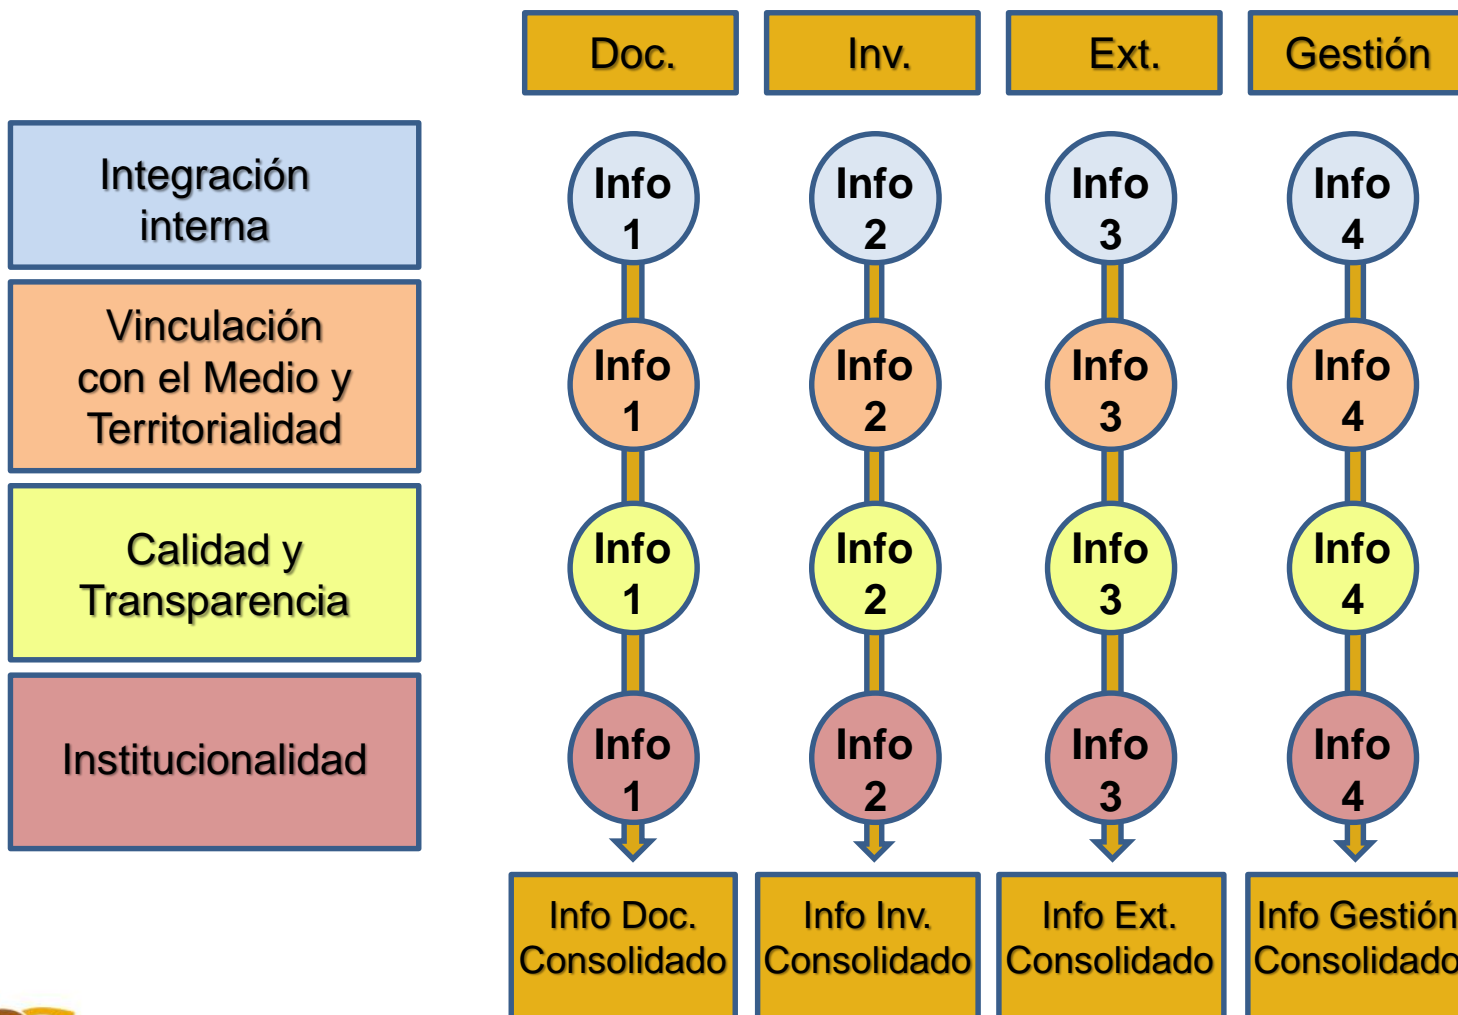 Doc.
Inv.
Ext.
Gestión
Integración
interna
Info
1
Info
2
Info
3
Info
4
Vinculación
con el Medio y
Territorialidad
Info
1
Info
2
Info
3
Info
4
Calidad y
Transparencia
Info
1
Info
2
Info
3
Info
4
Institucionalidad
Info
1
Info
2
Info
3
Info
4
Info Doc.
Consolidado
Info Inv.
Consolidado
Info Ext.
Consolidado
Info Gestión
Consolidado